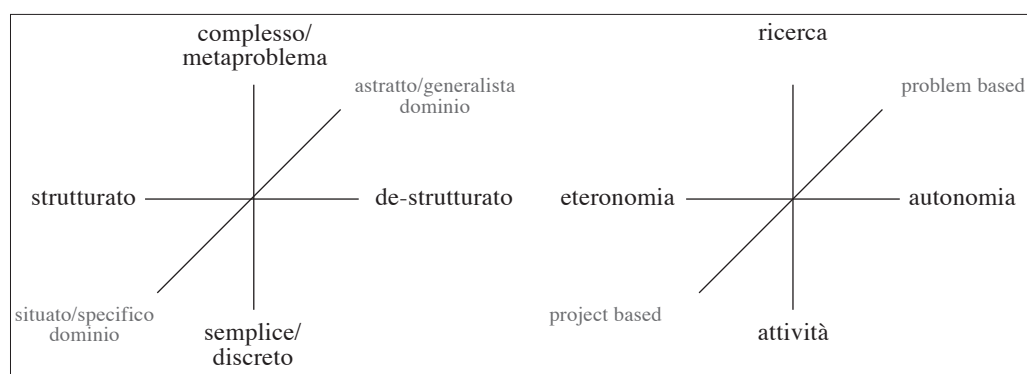 complesso/
metaproblema
astratto/generalista
dominio
strutturato
de-strutturato
situato/specifico
dominio
semplice/
discreto
ricerca
problem based
eteronomia
autonomia
project based
attività